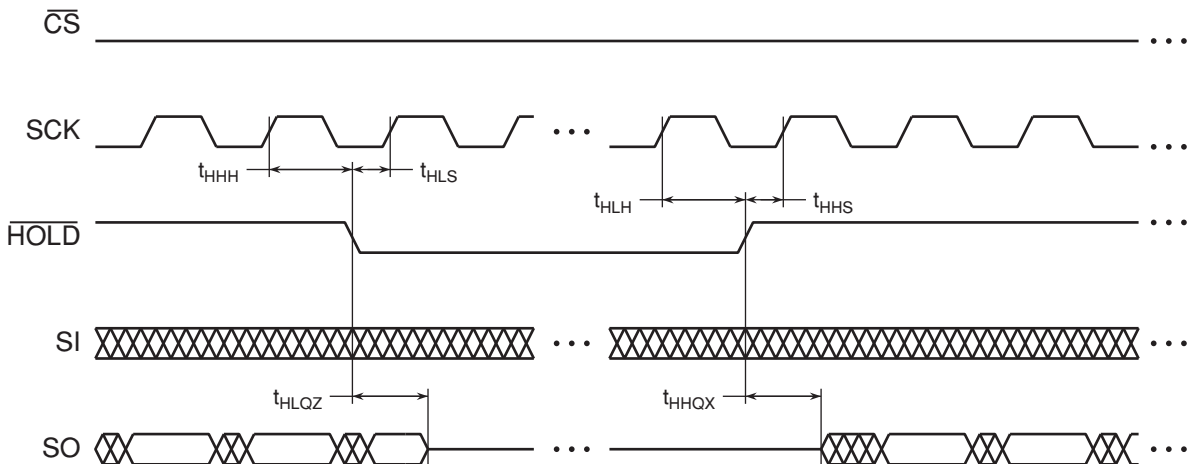 CS
SCK
tHHH
tHLS
tHLH
tHHS
HOLD
SI
tHLQZ
tHHQX
SO